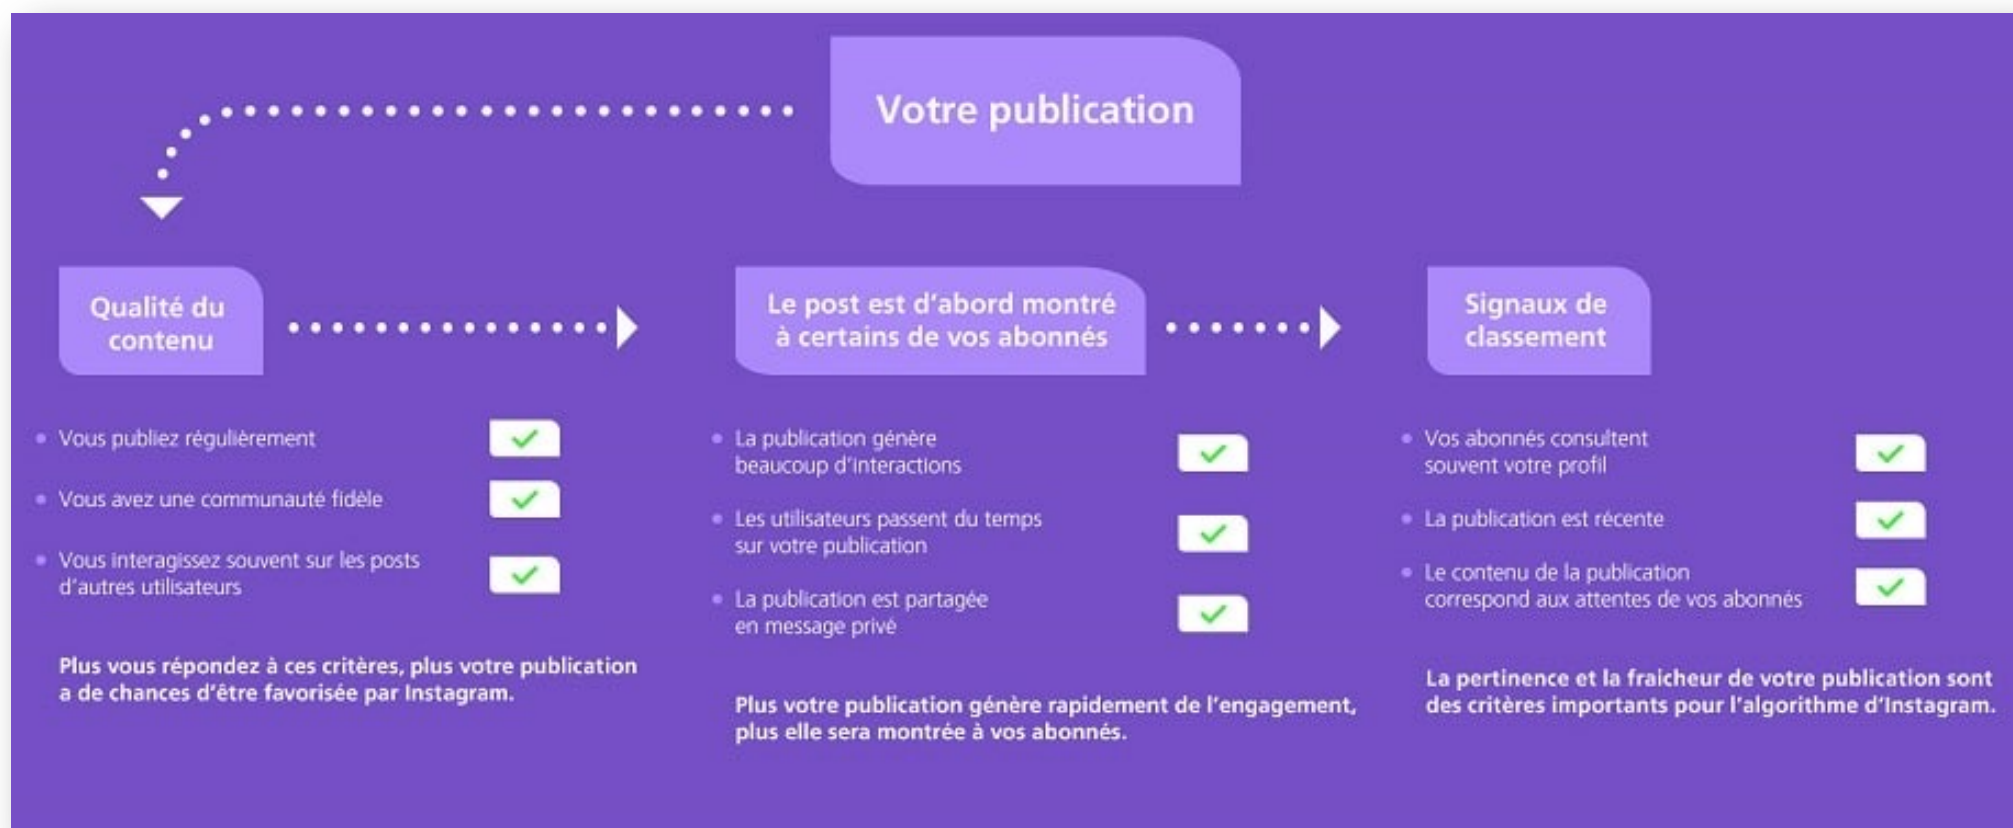 Votre publication
Qualité du
contenu
Vous publiez régulièrement
Vous avez une communauté fidèle
Vous interagissez souvent sur les posts
d'autres utilisateurs
Plus vous répondez à ces critères, plus votre publication
a de chances d'être favorisée par Instagram.
Le post est d'abord montré
à certains de vos abonnés
La publication génère
beaucoup d'interactions
Les utilisateurs passent du temps
sur votre publication
La publication est partagée
en message privé
Plus votre publication génère rapidement de l'engagement,
plus elle sera montrée à vos abonnés.
Signaux de
classement
Vos abonnés consultent
souvent votre profil
La publication est récente
Le contenu de la publication
correspond aux attentes de vos abonnés
La pertinence et la fraicheur de votre publication sont
des critères importants pour l'algorithme d'Instagram.